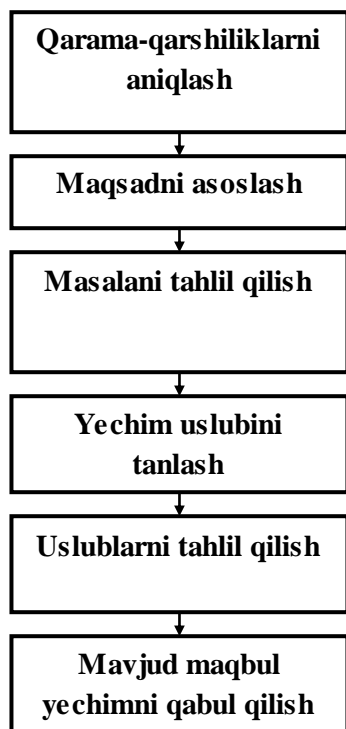 Qarama-qarshiliklarni
aniqlash
Maqsadni asoslash
Masalani tahlil qilish
Yechim uslubini
tanlash
Uslublarni tahlil qilish
Mavjud maqbul
yechimni qabul qilish